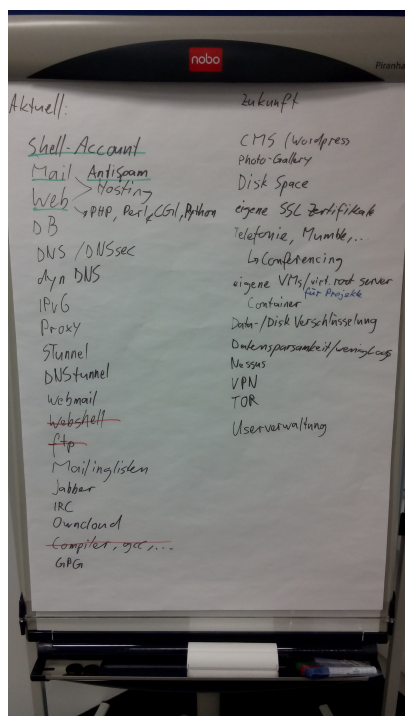 nobo
Piranha
Aktuell:
Shell-Account
Mail Antispam
Web > Hosting
↳ PHP, Perl, CGI, Python
DB
DNS / DNSsec
dyn DNS
IPv6
Proxy
STunnel
DNStunnel
Webmail
Webshell
ftp
Mailinglisten
Jabber
IRC
Owncloud
Compiler, gcc, ...
GPG
Zukunft
CMS / Wordpress
Photo-Gallery
Disk Space
eigene SSL Zertifikate
Telefonie, Mumble, ..
↳ Conferencing
eigene VMs/virt. root server
für Projekte
Container
Data-/Disk Verschlüsselung
Datensparsamkeit/wenig Logs
Nessus
VPN
TOR
Userverwaltung